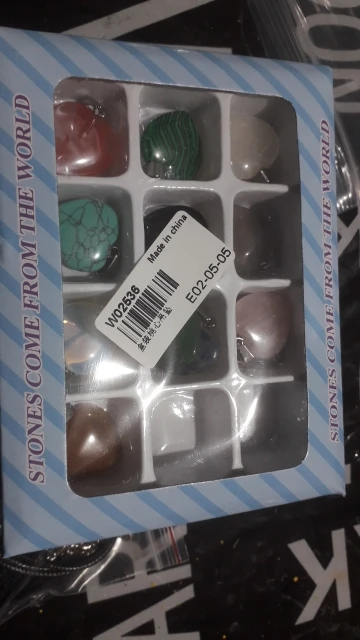 STONES COME FROM THE WORLD
Made in china
W02536
E02-05-05
STONES COME FROM THE WORLD